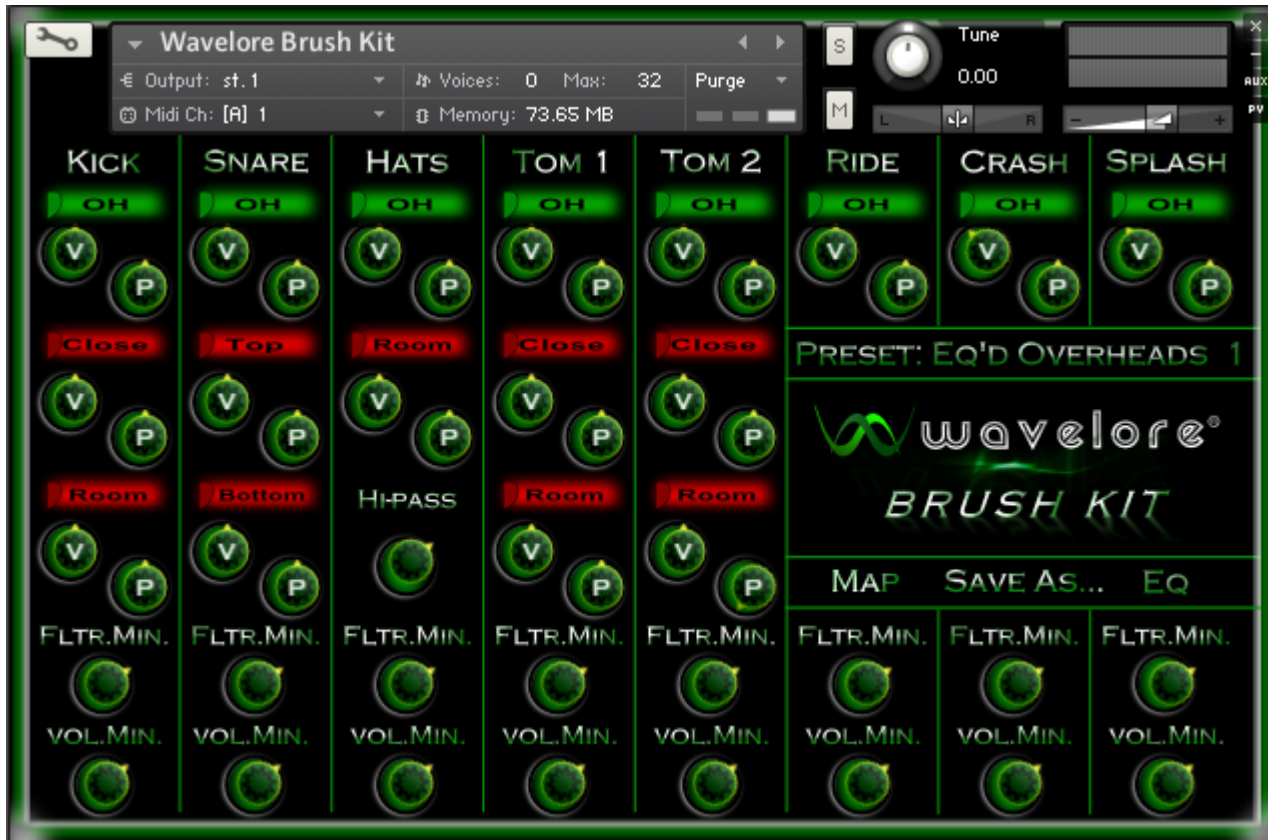 Wavelore Brush Kit
S
Tune
0.00
×
AUX
PV
Output: st.1
Voices: 0 Max: 32
Purge
Midi Ch: [A] 1
Memory: 73.65 MB
M
L R
- +
KICK SNARE HATS TOM 1 TOM 2 RIDE CRASH SPLASH
OH OH OH OH OH OH OH OH
V V V V V V V V
P P P P P P P P
Close Top Room Close Close
PRESET: EQ'D OVERHEADS 1
V V V V V
P P P P P
wavelore®
Room Bottom HI-PASS Room Room
BRUSH KIT
V V V V
P P P P
MAP SAVE AS... EQ
FLTR.MIN. FLTR.MIN. FLTR.MIN. FLTR.MIN. FLTR.MIN. FLTR.MIN. FLTR.MIN. FLTR.MIN.
VOL.MIN. VOL.MIN. VOL.MIN. VOL.MIN. VOL.MIN. VOL.MIN. VOL.MIN. VOL.MIN.